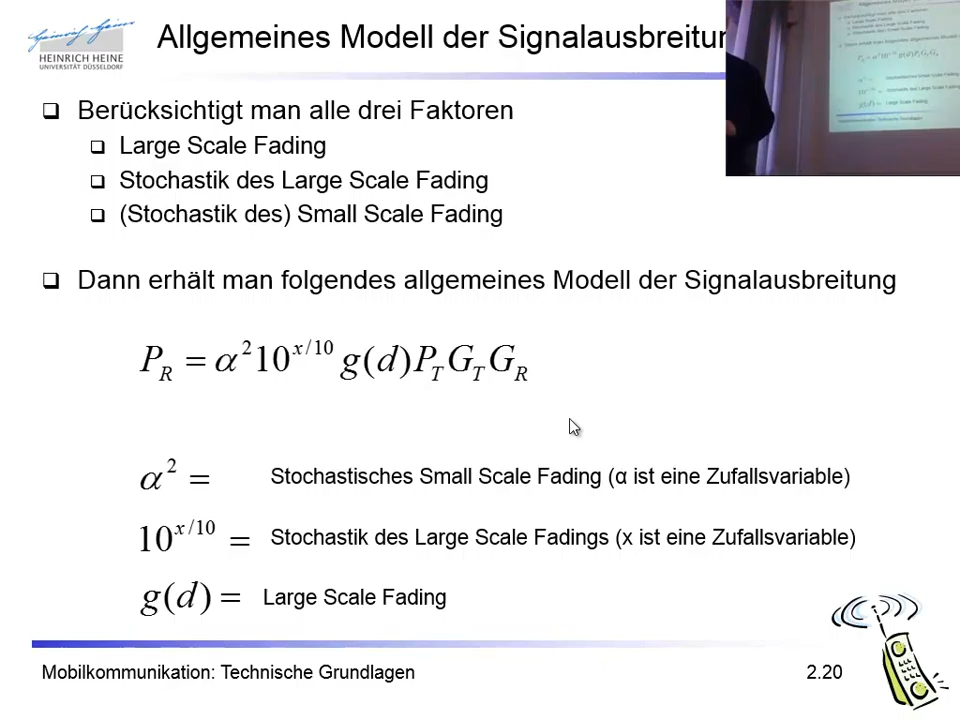 Heinrich Heine
HEINRICH HEINE
UNIVERSITÄT DÜSSELDORF
Allgemeines Modell der
❑ Berücksichtigt man alle drei Faktoren
❑ Large Scale Fading
❑ Stochastik des Large Scale Fading
❑ (Stochastik des) Small Scale Fading
❑ Dann erhält man folgendes allgemeines Modell der Signalausbreitung
P_R = α² 10^{x/10} g(d) P_T G_T G_R
α² = Stochastisches Small Scale Fading (α ist eine Zufallsvariable)
10^{x/10} = Stochastik des Large Scale Fadings (x ist eine Zufallsvariable)
g(d) = Large Scale Fading
Mobilkommunikation: Technische Grundlagen 2.20